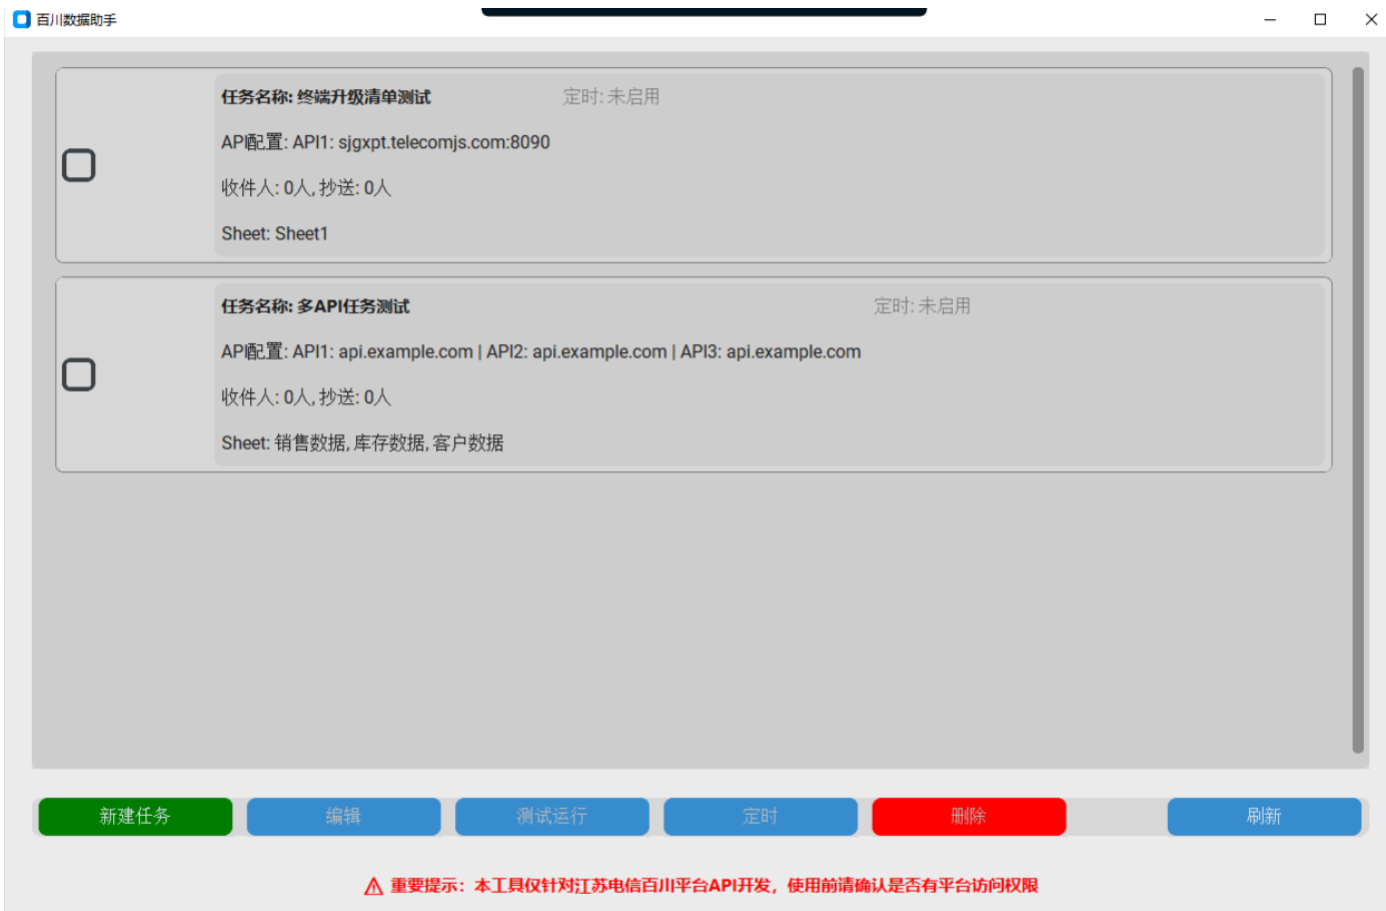 百川数据助手
任务名称: 终端升级清单测试 定时: 未启用
API配置: API1: sjgxpt.telecomjs.com:8090
收件人: 0人, 抄送: 0人
Sheet: Sheet1
任务名称: 多API任务测试 定时: 未启用
API配置: API1: api.example.com | API2: api.example.com | API3: api.example.com
收件人: 0人, 抄送: 0人
Sheet: 销售数据, 库存数据, 客户数据
新建任务 编辑 测试运行 定时 删除 刷新
⚠ 重要提示：本工具仅针对江苏电信百川平台API开发，使用前请确认是否有平台访问权限